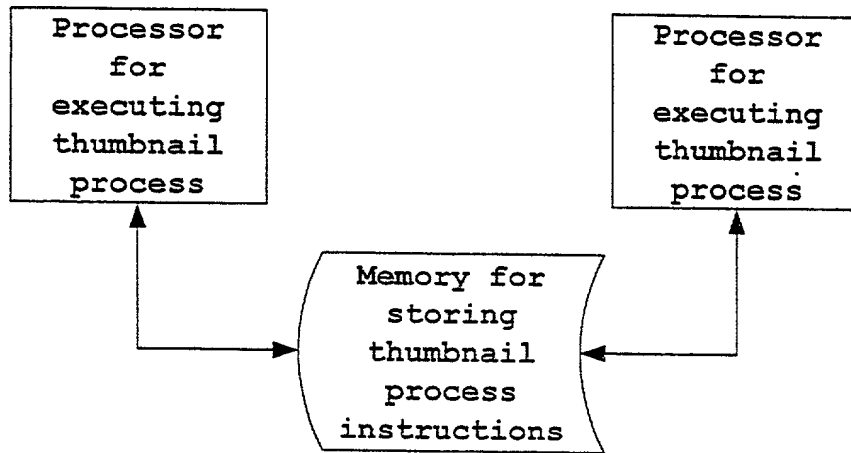 Processor
for
executing
thumbnail
process
Processor
for
executing
thumbnail
process
Memory for
storing
thumbnail
process
instructions